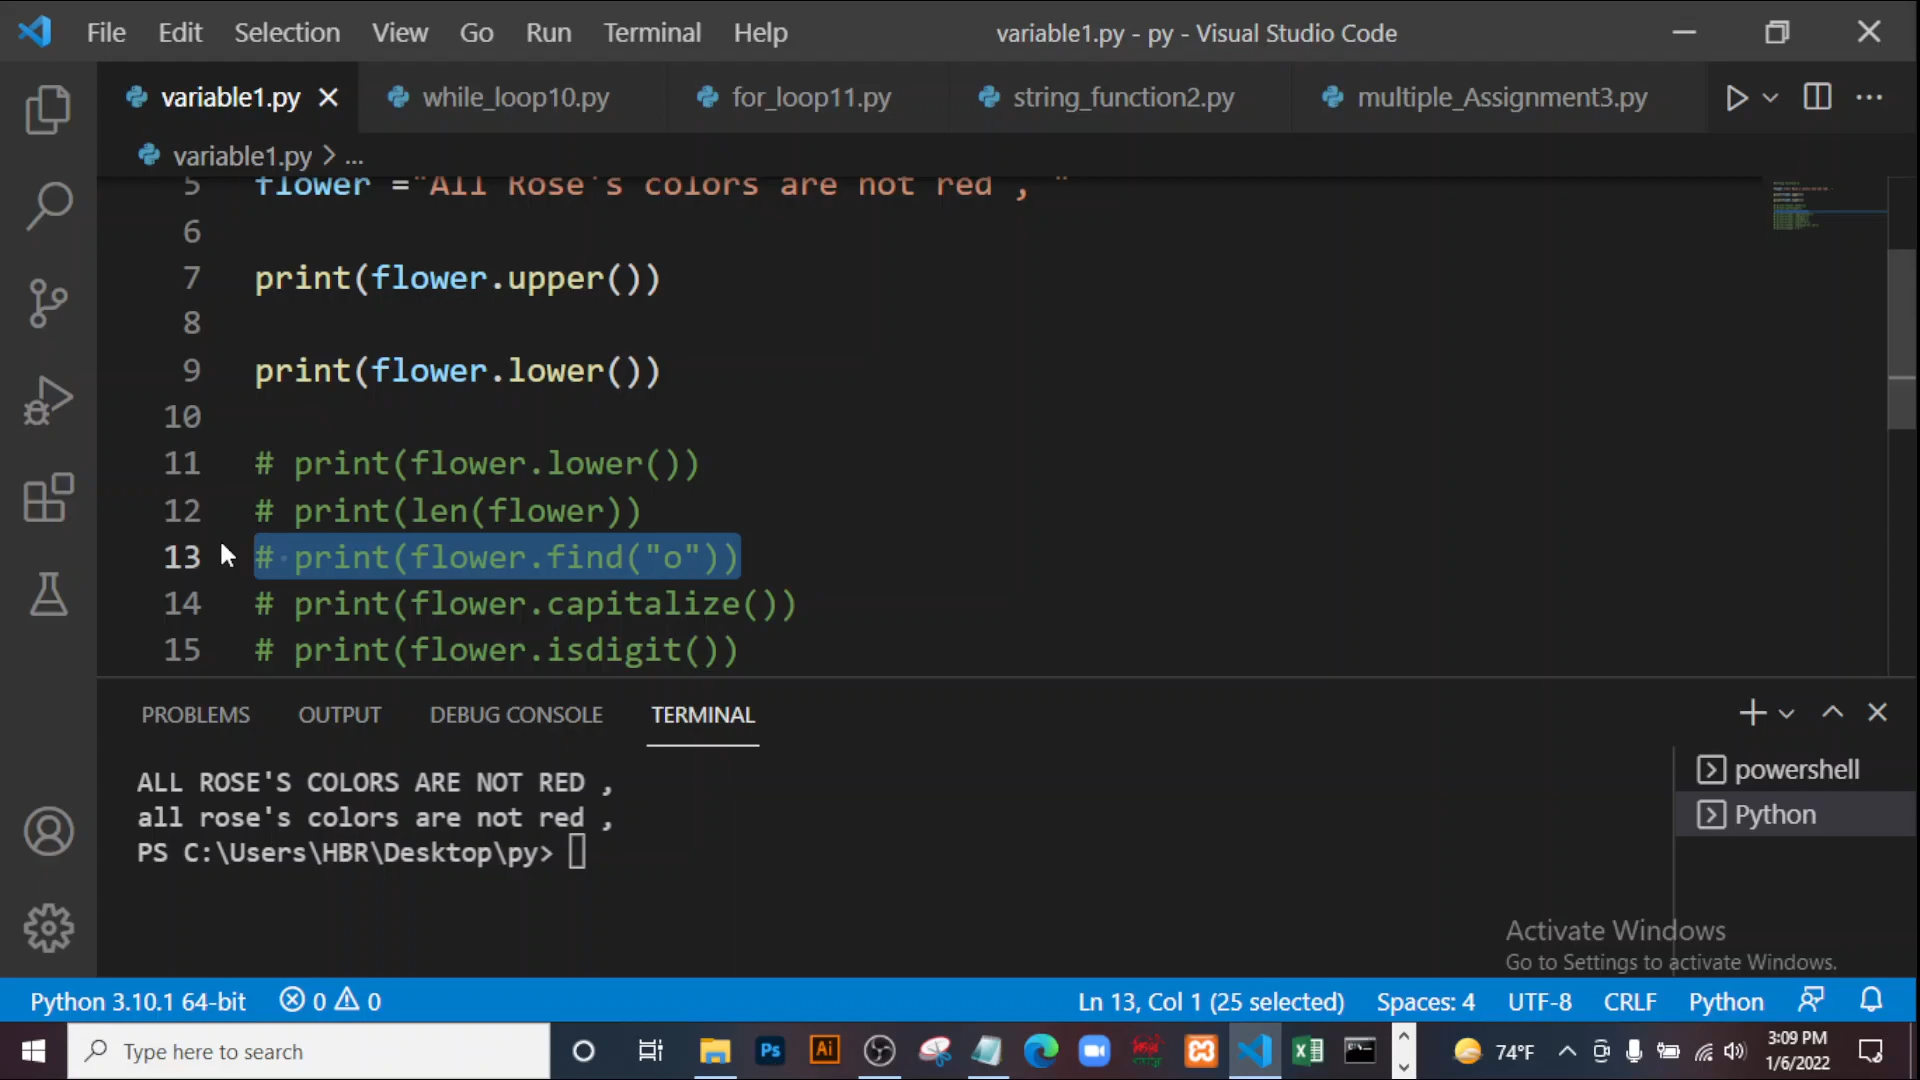 File Edit Selection View Go Run Terminal Help variable1.py - py - Visual Studio Code
variable1.py while_loop10.py for_loop11.py string_function2.py multiple_Assignment3.py
variable1.py > ...
5 flower ="All Rose's colors are not red , "
6
7 print(flower.upper())
8
9 print(flower.lower())
10
11 # print(flower.lower())
12 # print(len(flower))
13 # print(flower.find("o"))
14 # print(flower.capitalize())
15 # print(flower.isdigit())
PROBLEMS OUTPUT DEBUG CONSOLE TERMINAL
ALL ROSE'S COLORS ARE NOT RED ,
all rose's colors are not red ,
PS C:\Users\HBR\Desktop\py>
powershell
Python
Activate Windows
Go to Settings to activate Windows.
Python 3.10.1 64-bit 0 0 Ln 13, Col 1 (25 selected) Spaces: 4 UTF-8 CRLF Python
Type here to search Ps Ai 74°F 3:09 PM
1/6/2022